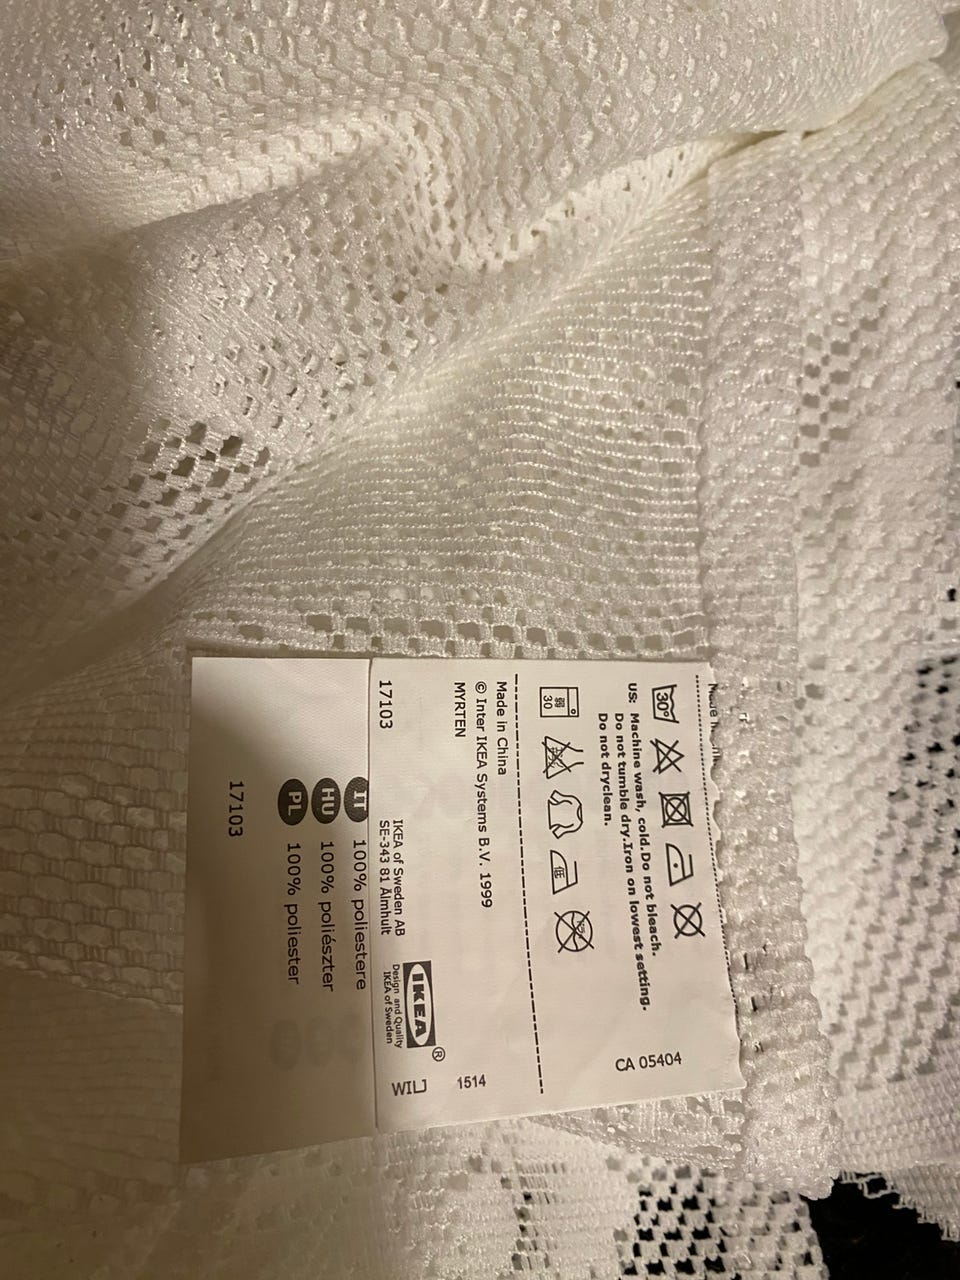 30°
US: Machine wash, cold.Do not bleach.
Do not tumble dry.Iron on lowest setting.
Do not dryclean.
CA 05404
30
Made in China
© Inter IKEA Systems B.V. 1999
MYRTEN
1514
17103
IKEA of Sweden AB
SE-343 81 Älmhult
IKEA®
Design and Quality
IKEA of Sweden
WILJ
IT 100% poliestere
HU 100% poliészter
PL 100% poliester
17103